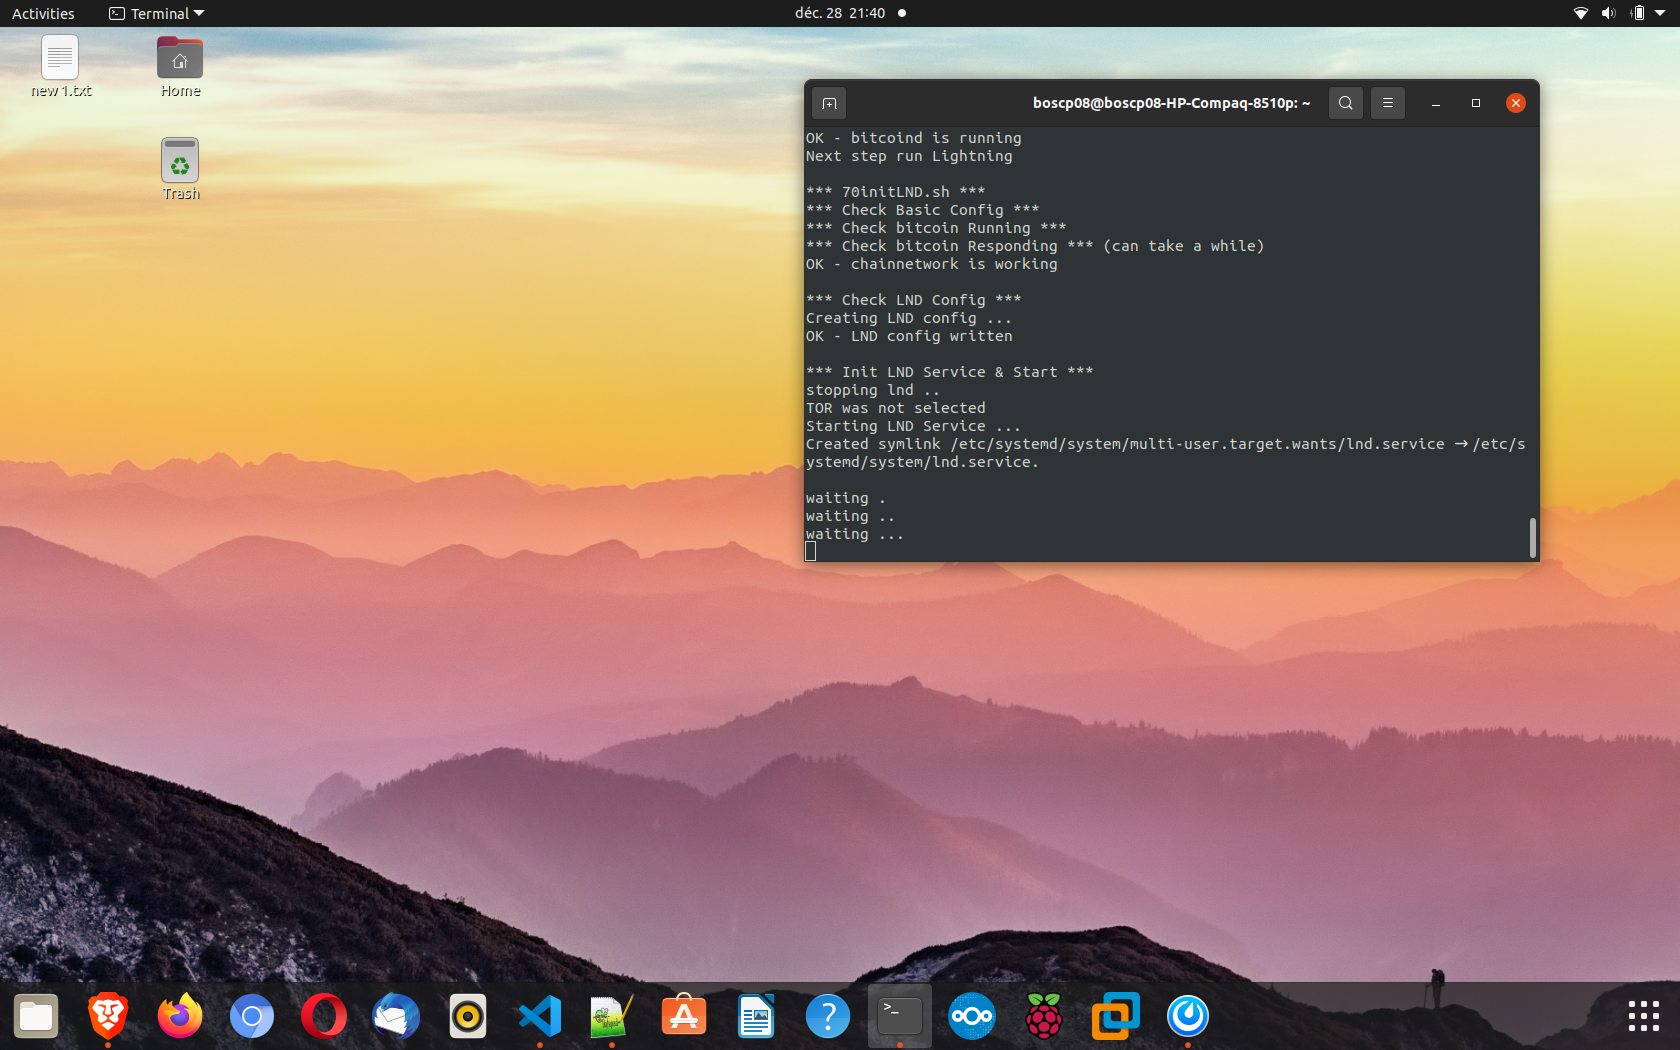 Activities
Terminal
déc. 28 21:40
new 1.txt
Home
Trash
boscp08@boscp08-HP-Compaq-8510p: ~
OK - bitcoind is running
Next step run Lightning
*** 70initLND.sh ***
*** Check Basic Config ***
*** Check bitcoin Running ***
*** Check bitcoin Responding *** (can take a while)
OK - chainnetwork is working
*** Check LND Config ***
Creating LND config ...
OK - LND config written
*** Init LND Service & Start ***
stopping lnd ..
TOR was not selected
Starting LND Service ...
Created symlink /etc/systemd/system/multi-user.target.wants/lnd.service → /etc/s
ystemd/system/lnd.service.
waiting .
waiting ..
waiting ...